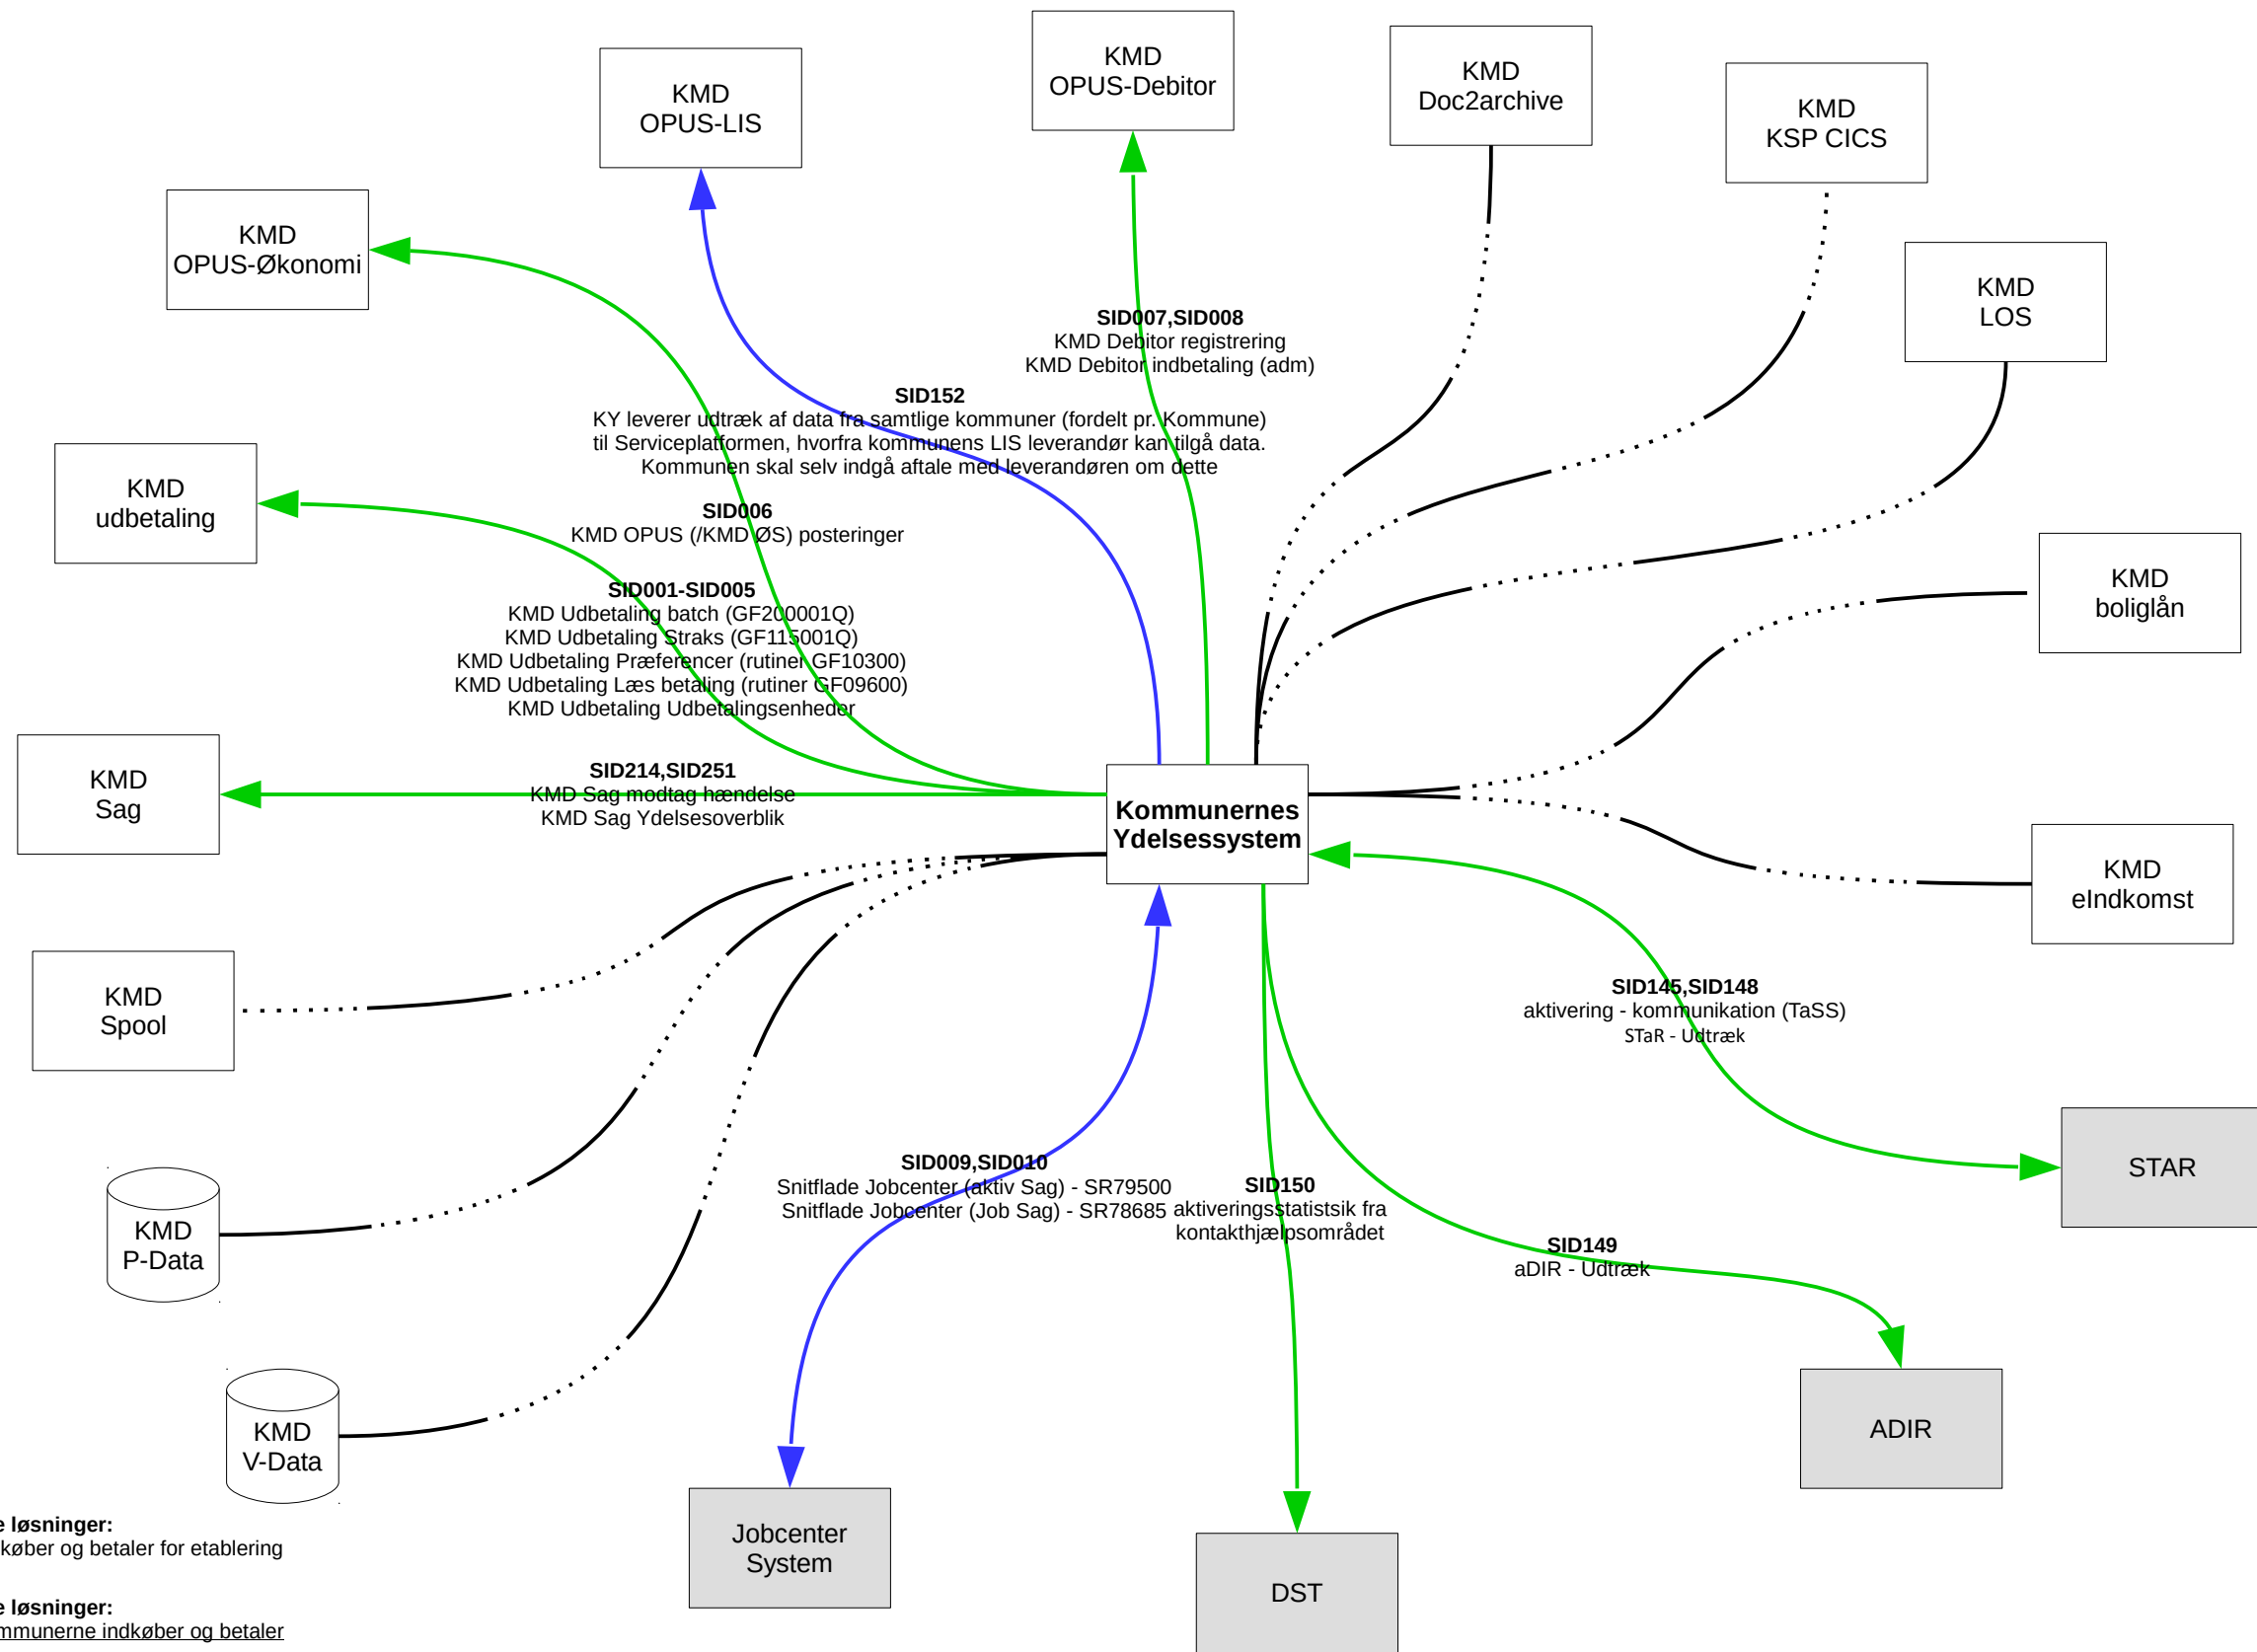 KMD
OPUS-Debitor
KMD
Doc2archive
KMD
OPUS-LIS
KMD
KSP CICS
KMD
OPUS-Økonomi
KMD
LOS
SID007,SID008
KMD Debitor registrering
KMD Debitor indbetaling (adm)
SID152
KY leverer udtræk af data fra samtlige kommuner (fordelt pr. Kommune)
til Serviceplatformen, hvorfra kommunens LIS leverandør kan tilgå data.
Kommunen skal selv indgå aftale med leverandøren om dette
KMD
udbetaling
SID006
KMD OPUS (/KMD ØS) posteringer
KMD
boliglån
SID001-SID005
KMD Udbetaling batch (GF200001Q)
KMD Udbetaling Straks (GF115001Q)
KMD Udbetaling Præferencer (rutiner GF10300)
KMD Udbetaling Læs betaling (rutiner GF09600)
KMD Udbetaling Udbetalingsenheder
KMD
Sag
SID214,SID251
KMD Sag modtag hændelse
KMD Sag Ydelsesoverblik
Kommunernes
Ydelsessystem
KMD
eIndkomst
KMD
Spool
SID145,SID148
aktivering - kommunikation (TaSS)
STaR - Udtræk
STAR
SID009,SID010
Snitflade Jobcenter (aktiv Sag) - SR79500
Snitflade Jobcenter (Job Sag) - SR78685
SID150
aktiveringsstatistsik fra
kontakthjælpsområdet
KMD
P-Data
SID149
aDIR - Udtræk
KMD
V-Data
ADIR
e løsninger:
køber og betaler for etablering
Jobcenter
System
DST
e løsninger:
mmunerne indkøber og betaler